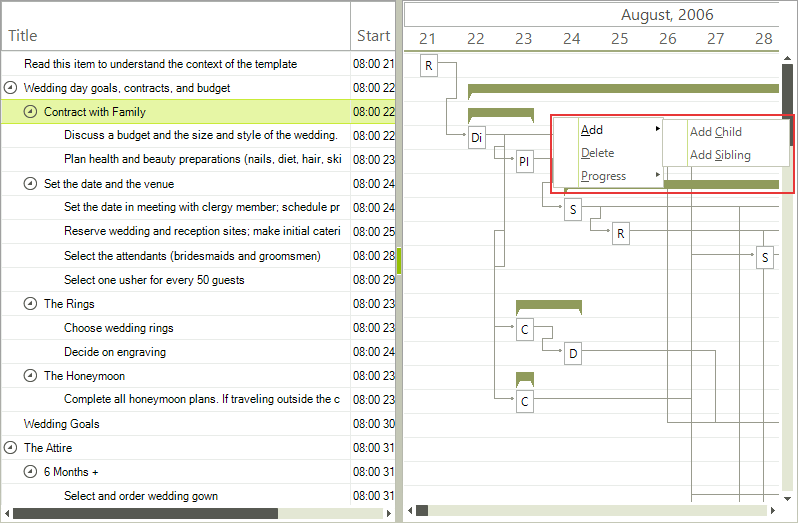 August, 2006
Title Start
21 22 23 24 25 26 27 28
Read this item to understand the context of the template 08:00 21
R
Wedding day goals, contracts, and budget 08:00 22
Contract with Family 08:00 22
Discuss a budget and the size and style of the wedding. 08:00 22
Di
Add
Add Child
Plan health and beauty preparations (nails, diet, hair, ski 08:00 23
Pl
Delete
Add Sibling
Set the date and the venue 08:00 24
Progress
Set the date in meeting with clergy member; schedule pr 08:00 24
S
Reserve wedding and reception sites; make initial cateri 08:00 25
R
Select the attendants (bridesmaids and groomsmen) 08:00 28
S
Select one usher for every 50 guests 08:00 29
The Rings 08:00 23
Choose wedding rings 08:00 23
C
Decide on engraving 08:00 24
D
The Honeymoon 08:00 23
Complete all honeymoon plans. If traveling outside the c 08:00 23
C
Wedding Goals 08:00 30
The Attire 08:00 31
6 Months + 08:00 31
Select and order wedding gown 08:00 31